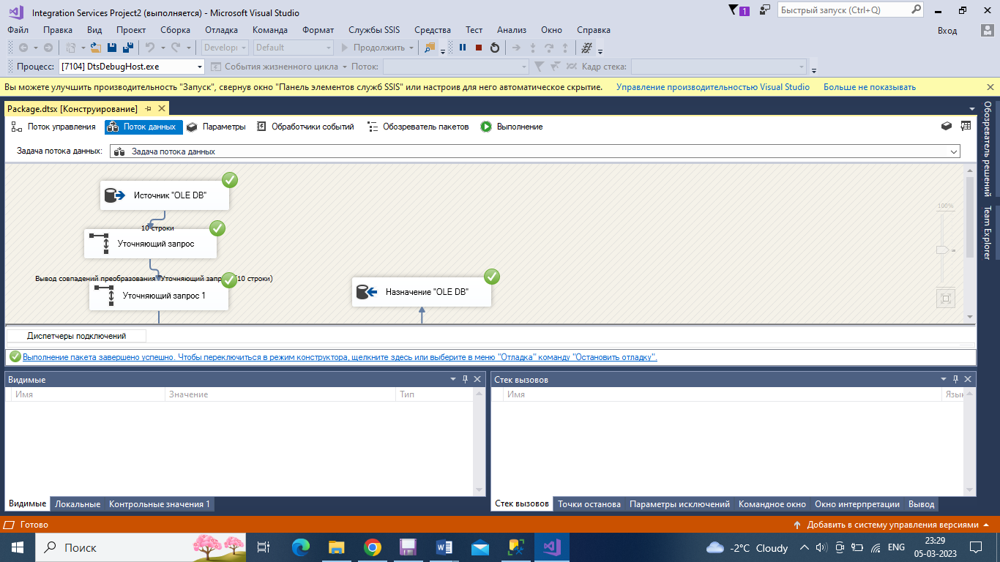 Integration Services Project2 (выполняется) - Microsoft Visual Studio
1
Быстрый запуск (Ctrl+Q)
Файл Правка Вид Проект Сборка Отладка Команда Формат Службы SSIS Средства Тест Анализ Окно Справка Вход
Develop Default Продолжить
Процесс: [7104] DtsDebugHost.exe События жизненного цикла Поток: Кадр стека:
Вы можете улучшить производительность "Запуск", свернув окно "Панель элементов служб SSIS" или настроив для него автоматическое скрытие. Управление производительностью Visual Studio Больше не показывать
Package.dtsx [Конструирование]
Поток управления Поток данных Параметры Обработчики событий Обозреватель пакетов Выполнение
Задача потока данных: Задача потока данных
Источник "OLE DB"
100%
10 строки
Уточняющий запрос
Вывод совпадений преобразования "Уточняющий запр (10 строки)
Уточняющий запрос 1
Назначение "OLE DB"
Обозреватель решений
Team Explorer
Диспетчеры подключений
Выполнение пакета завершено успешно. Чтобы переключиться в режим конструктора, щелкните здесь или выберите в меню "Отладка" команду "Остановить отладку".
Видимые
Имя Значение Тип
Стек вызовов
Имя Язык
Видимые Локальные Контрольные значения 1
Стек вызовов Точки останова Параметры исключений Командное окно Окно интерпретации Вывод
Готово
Добавить в систему управления версиями
Поиск
-2°C Cloudy
ENG
23:29
05-03-2023